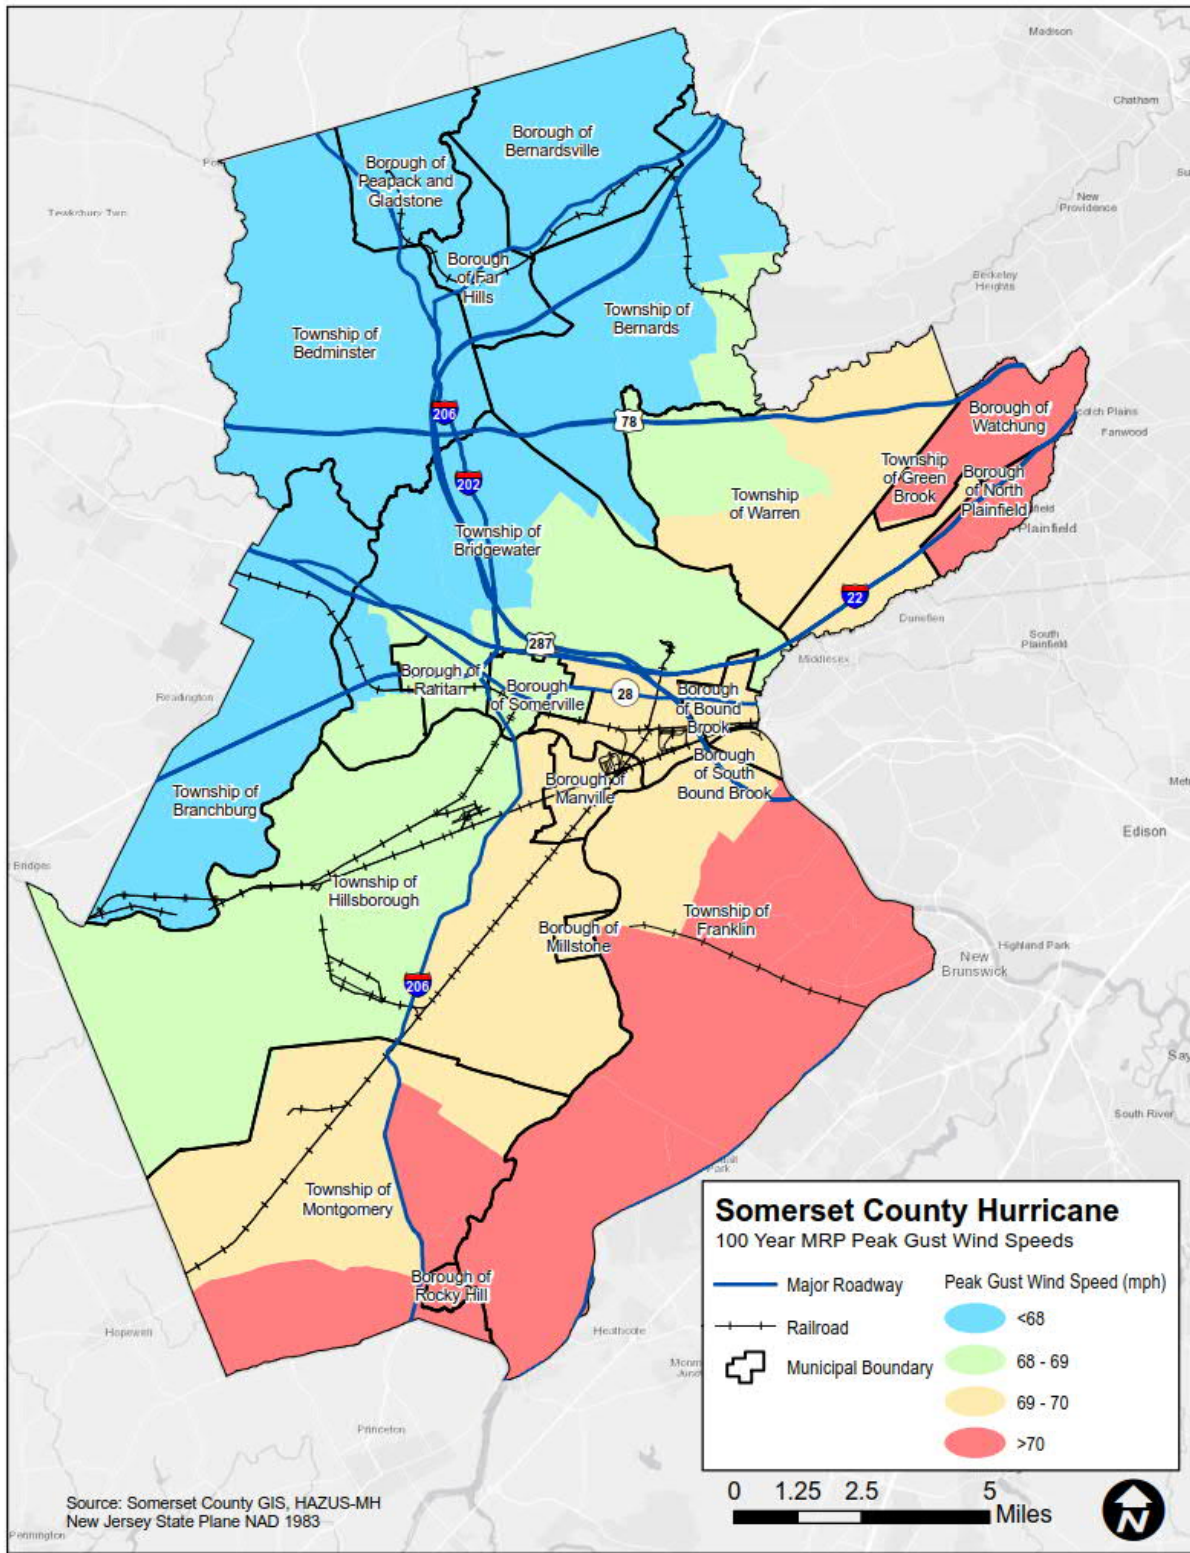 Madison
Chatham
Borough of
Bernardsville
Borough of
Peapack and
Gladstone
Tewksbury Twp.
New
Providence
Borough
of Far
Hills
Berkeley
Heights
Township of
Bernards
Township of
Bedminster
206
78
Borough of
Watchung
Scotch Plains
Fanwood
Township
of Green
Brook
Borough
of North
Plainfield
202
Township
of Warren
Plainfield
Township of
Bridgewater
22
Dunellen
South
Plainfield
287
Middlesex
Readington
Borough of
Raritan
Borough
of Somerville
28
Borough
of Bound
Brook
Borough
of South
Bound Brook
Borough of
Manville
Township of
Branchburg
Edison
Bridges
Township of
Hillsborough
Township of
Franklin
Borough of
Millstone
Highland Park
New
Brunswick
206
South River
Park
Township of
Montgomery
Borough of
Rocky Hill
Hopewell
Heathcote
Princeton
Pennington
Somerset County Hurricane
100 Year MRP Peak Gust Wind Speeds
Major Roadway
Railroad
Municipal Boundary
Peak Gust Wind Speed (mph)
<68
68 - 69
69 - 70
>70
0 1.25 2.5 5
Miles
N
Source: Somerset County GIS, HAZUS-MH
New Jersey State Plane NAD 1983